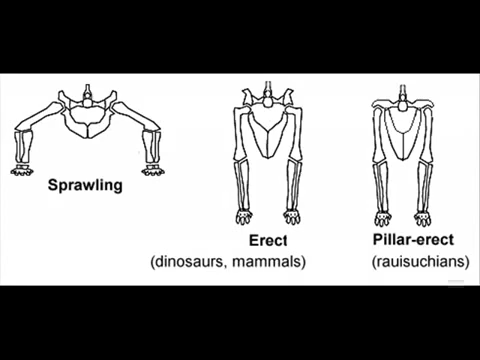 Sprawling
Erect
(dinosaurs, mammals)
Pillar-erect
(rauisuchians)